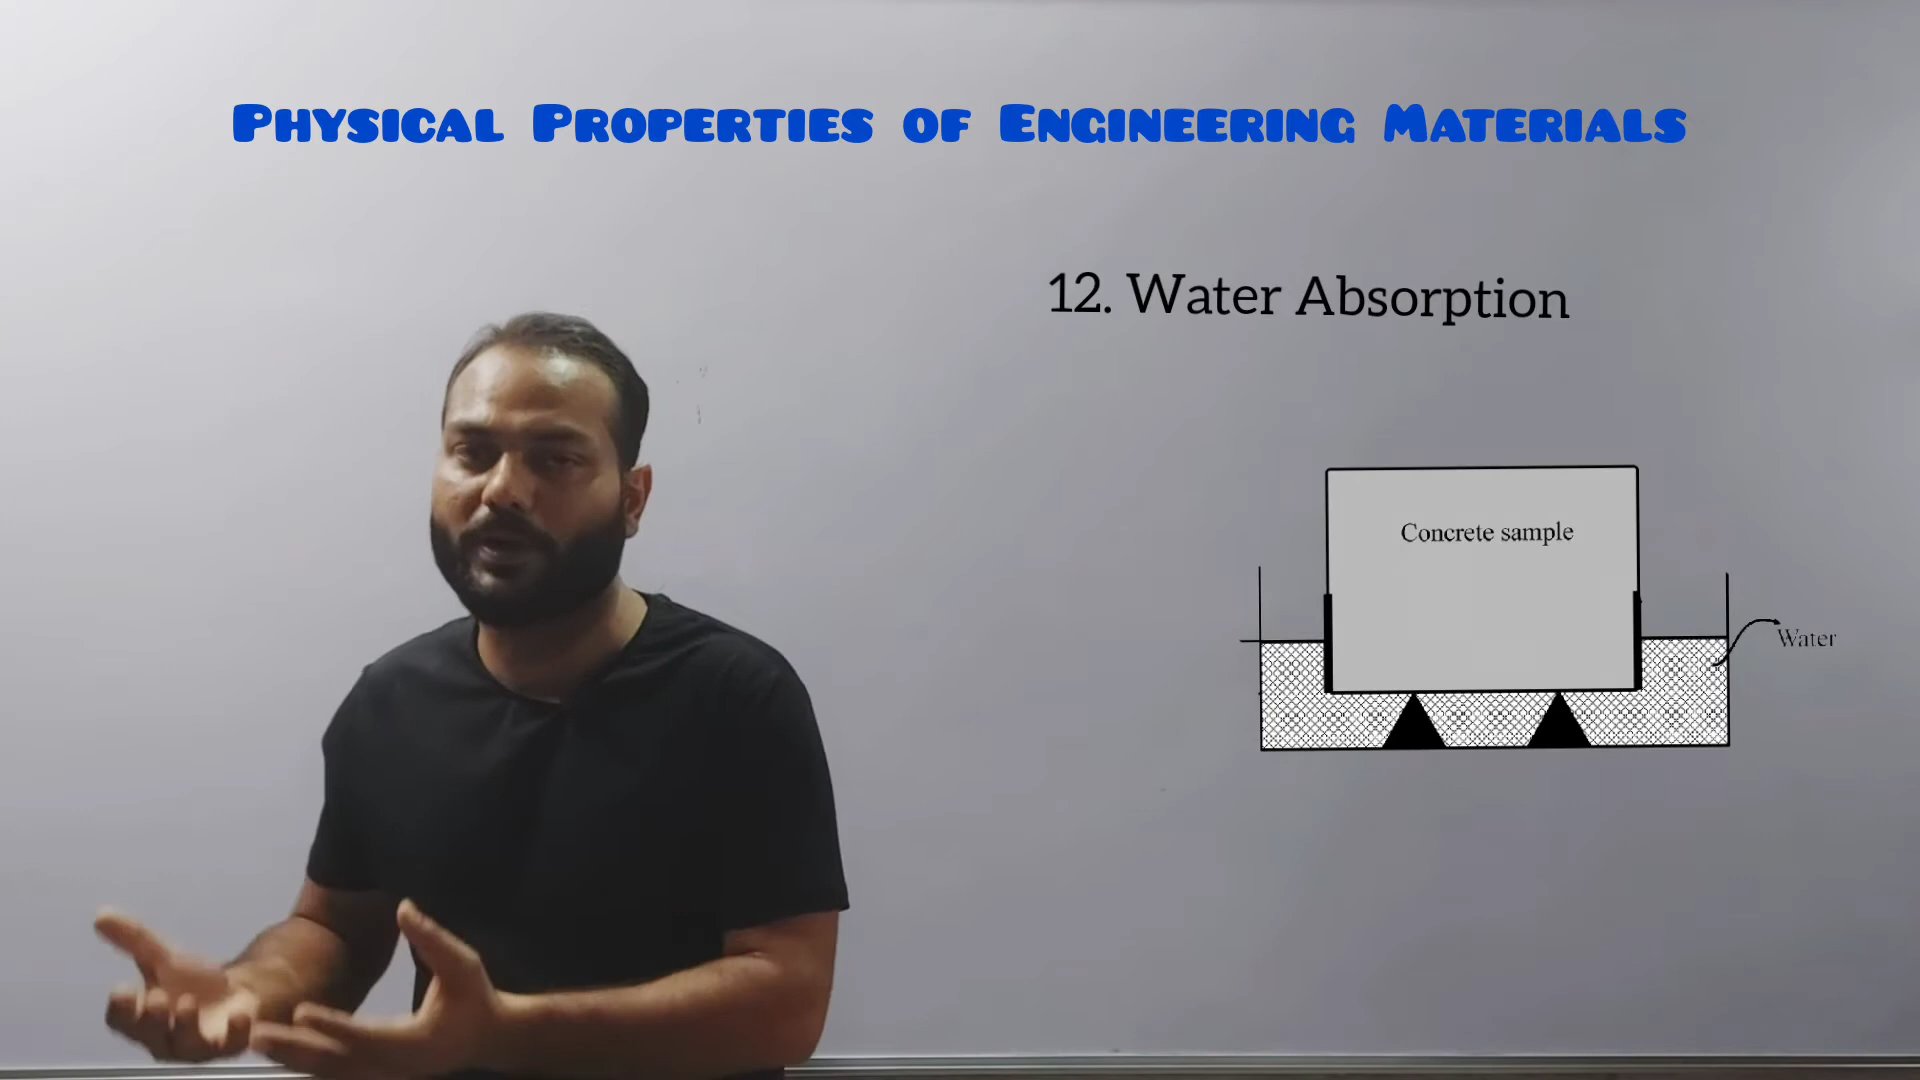 Physical Properties of Engineering Materials
12. Water Absorption
Concrete sample
Water